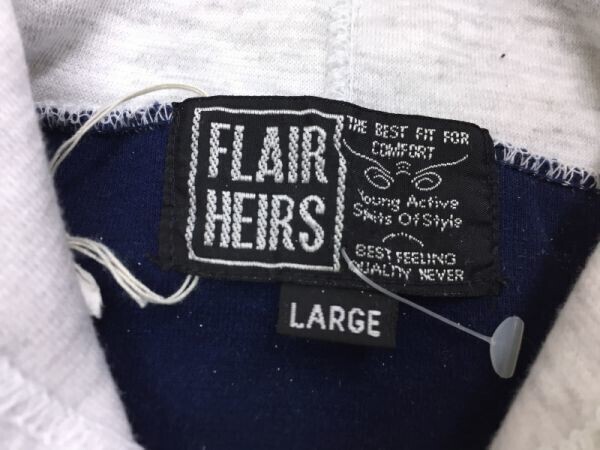 FLAIR
HEIRS
THE BEST FIT FOR
COMFORT
Young Active
Spirits Of Style
BEST FEELING
QUALITY NEVER
LARGE